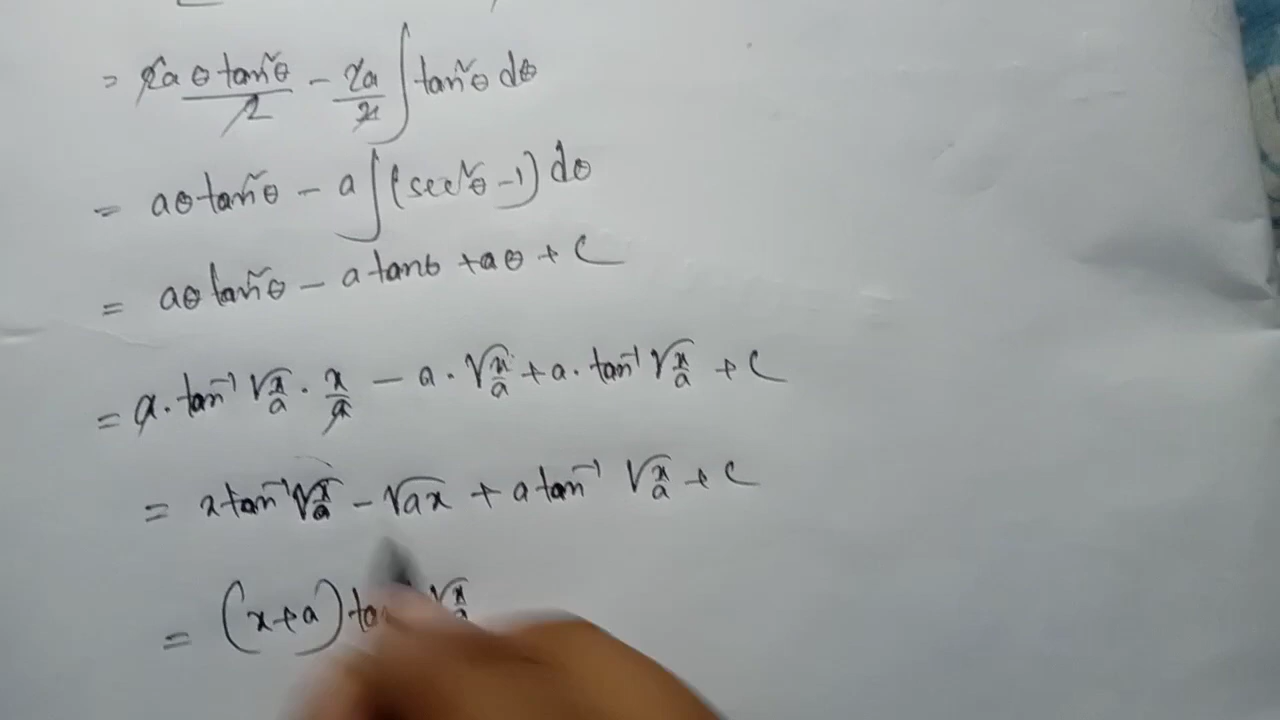 = 2a θ tan²θ / 2 - 2a/2 ∫ tan²θ dθ
= aθ tan²θ - a ∫ (sec²θ - 1) dθ
= aθ tan²θ - a tanθ + aθ + C
= a · tan⁻¹ √(x/a) · x/a - a · √(x/a) + a · tan⁻¹ √(x/a) + C
= x tan⁻¹ √(x/a) - √ax + a tan⁻¹ √(x/a) + C
= (x+a) √(x/a)